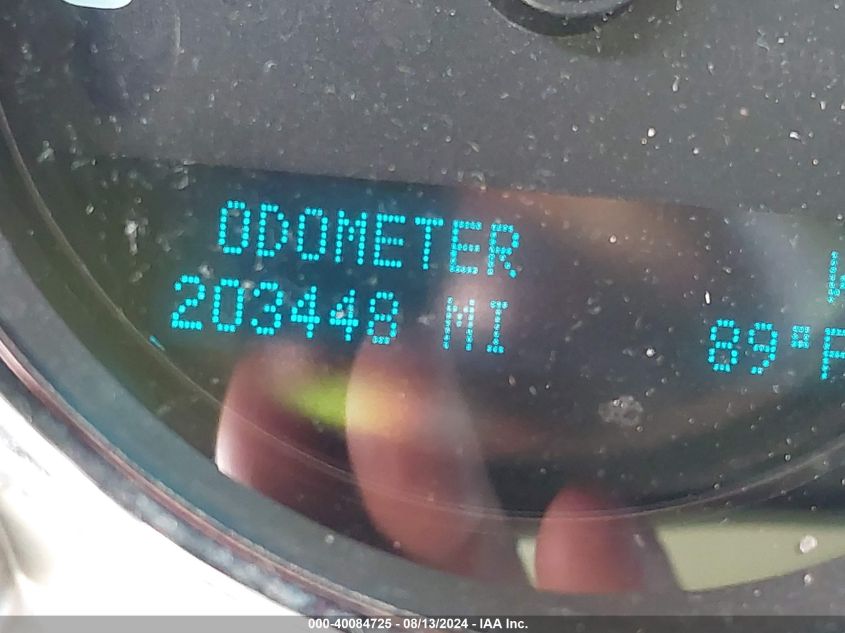 ODOMETER
203448 MI
89°F
000-40084725 - 08/13/2024 - IAA Inc.